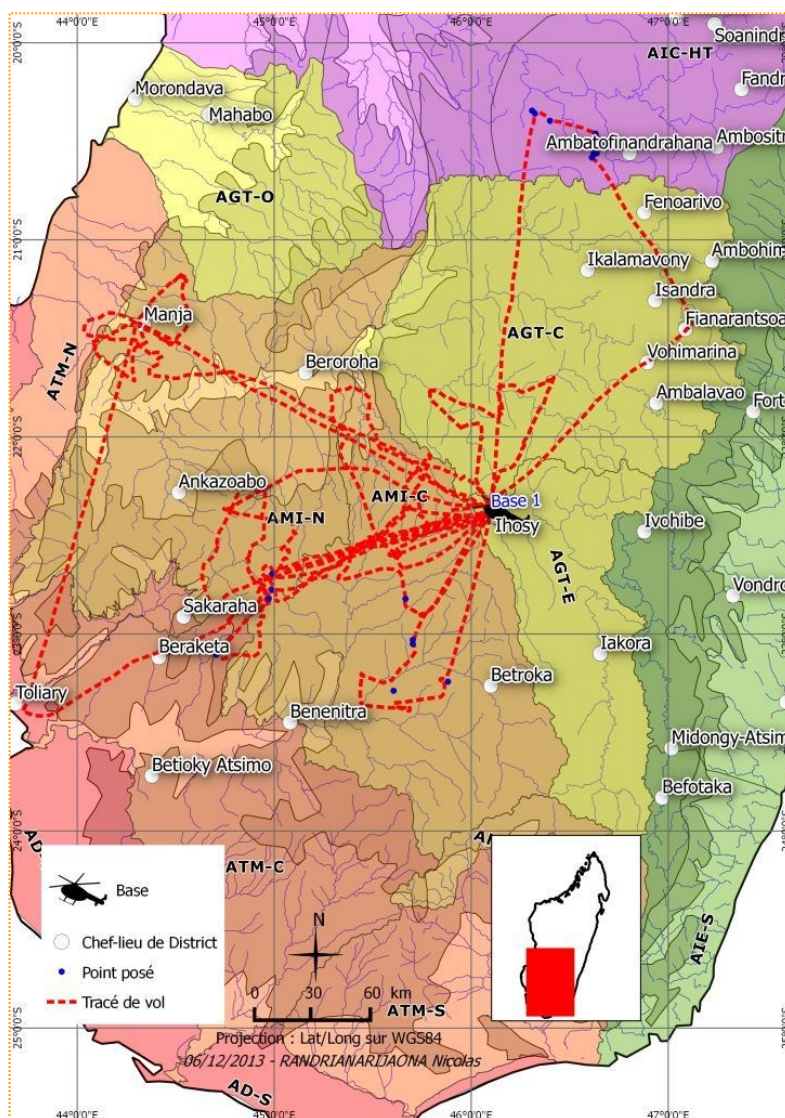 44°0'0"E 45°0'0"E 46°0'0"E 47°0'0"E
Soanindr
20°0'0"S
AIC-HT
Morondava
Fandr
Mahabo
Ambatofinandrahana
Ambositr
AGT-O
Fenoarivo
21°0'0"S
Ambohim
Ikalamavony
Isandra
Manja
Fianarantsoa
AGT-C
ATM-N
Beroroha
Vohimarina
Ambalavao
Fort
22°0'0"S
Ankazoabo
AMI-C
Base 1
AMI-N
Ihosy
Ivohibe
AGT-E
Vondro
Sakaraha
23°0'0"S
Beraketa
Iakora
Betroka
Toliary
Benenitra
Midongy-Atsim
Betioky Atsimo
Befotaka
24°0'0"S
ATM-C
Base
N
Chef-lieu de District
AIE-S
Point posé
0 30 60 km
Tracé de vol
ATM-S
25°0'0"S
Projection : Lat/Long sur WGS84
06/12/2013 - RANDRIANARIJAONA Nicolas
AD-S
44°0'0"E 45°0'0"E 46°0'0"E 47°0'0"E